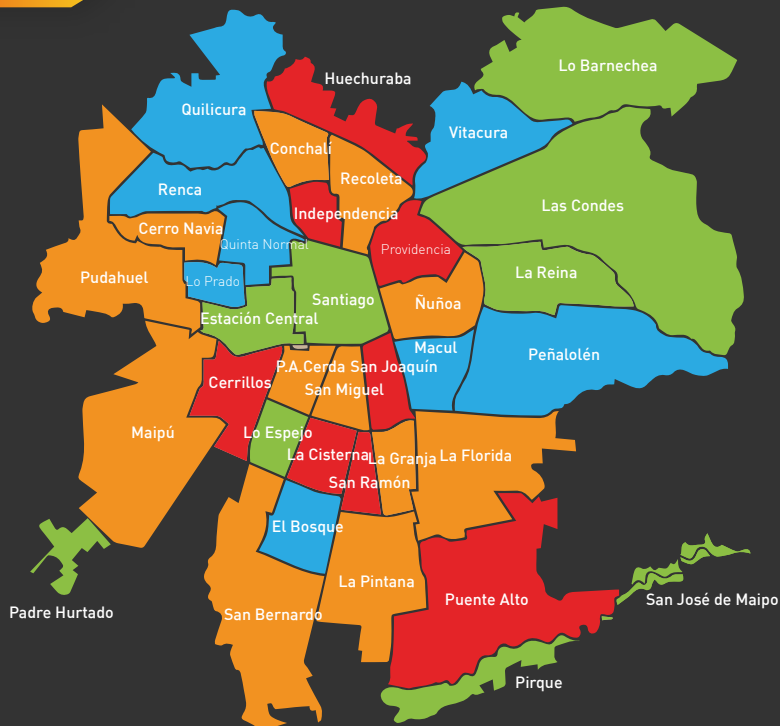 Lo Barnechea
Huechuraba
Quilicura
Vitacura
Conchalí
Recoleta
Renca
Las Condes
Independencia
Cerro Navia
Quinta Normal
Providencia
La Reina
Pudahuel
Lo Prado
Santiago
Ñuñoa
Estación Central
Macul
Peñalolén
P.A.Cerda
San Joaquín
Cerrillos
San Miguel
Maipú
Lo Espejo
La Cisterna
La Granja
La Florida
San Ramón
El Bosque
La Pintana
Puente Alto
San José de Maipo
Padre Hurtado
San Bernardo
Pirque